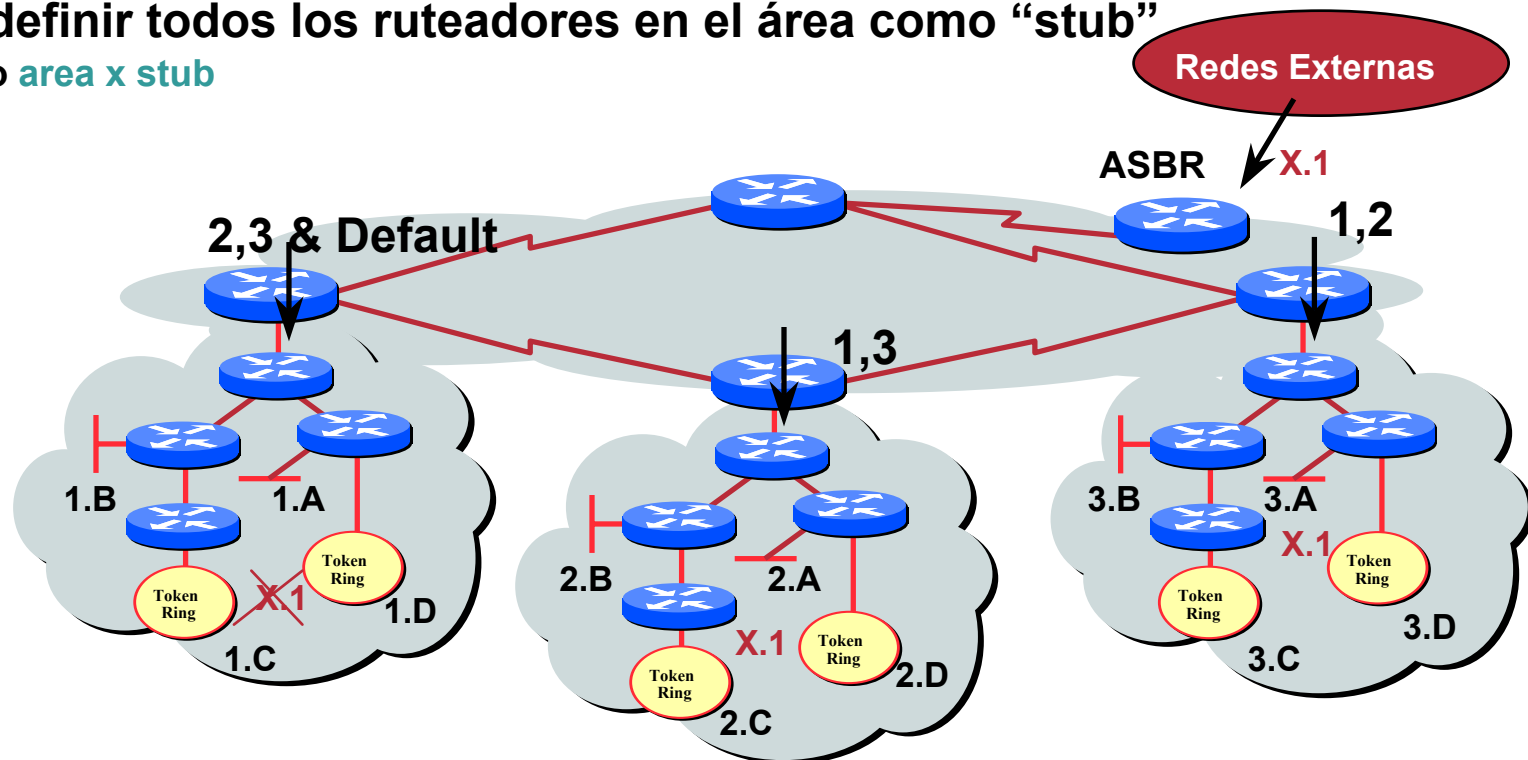 definir todos los ruteadores en el área como “stub”
o area x stub
Redes Externas
ASBR
X.1
2,3 & Default
1,2
1,3
1.B
1.A
Token
Ring
Token
Ring
X.1
1.D
1.C
2.B
2.A
X.1
Token
Ring
Token
Ring
2.D
2.C
3.B
3.A
X.1
Token
Ring
Token
Ring
3.D
3.C